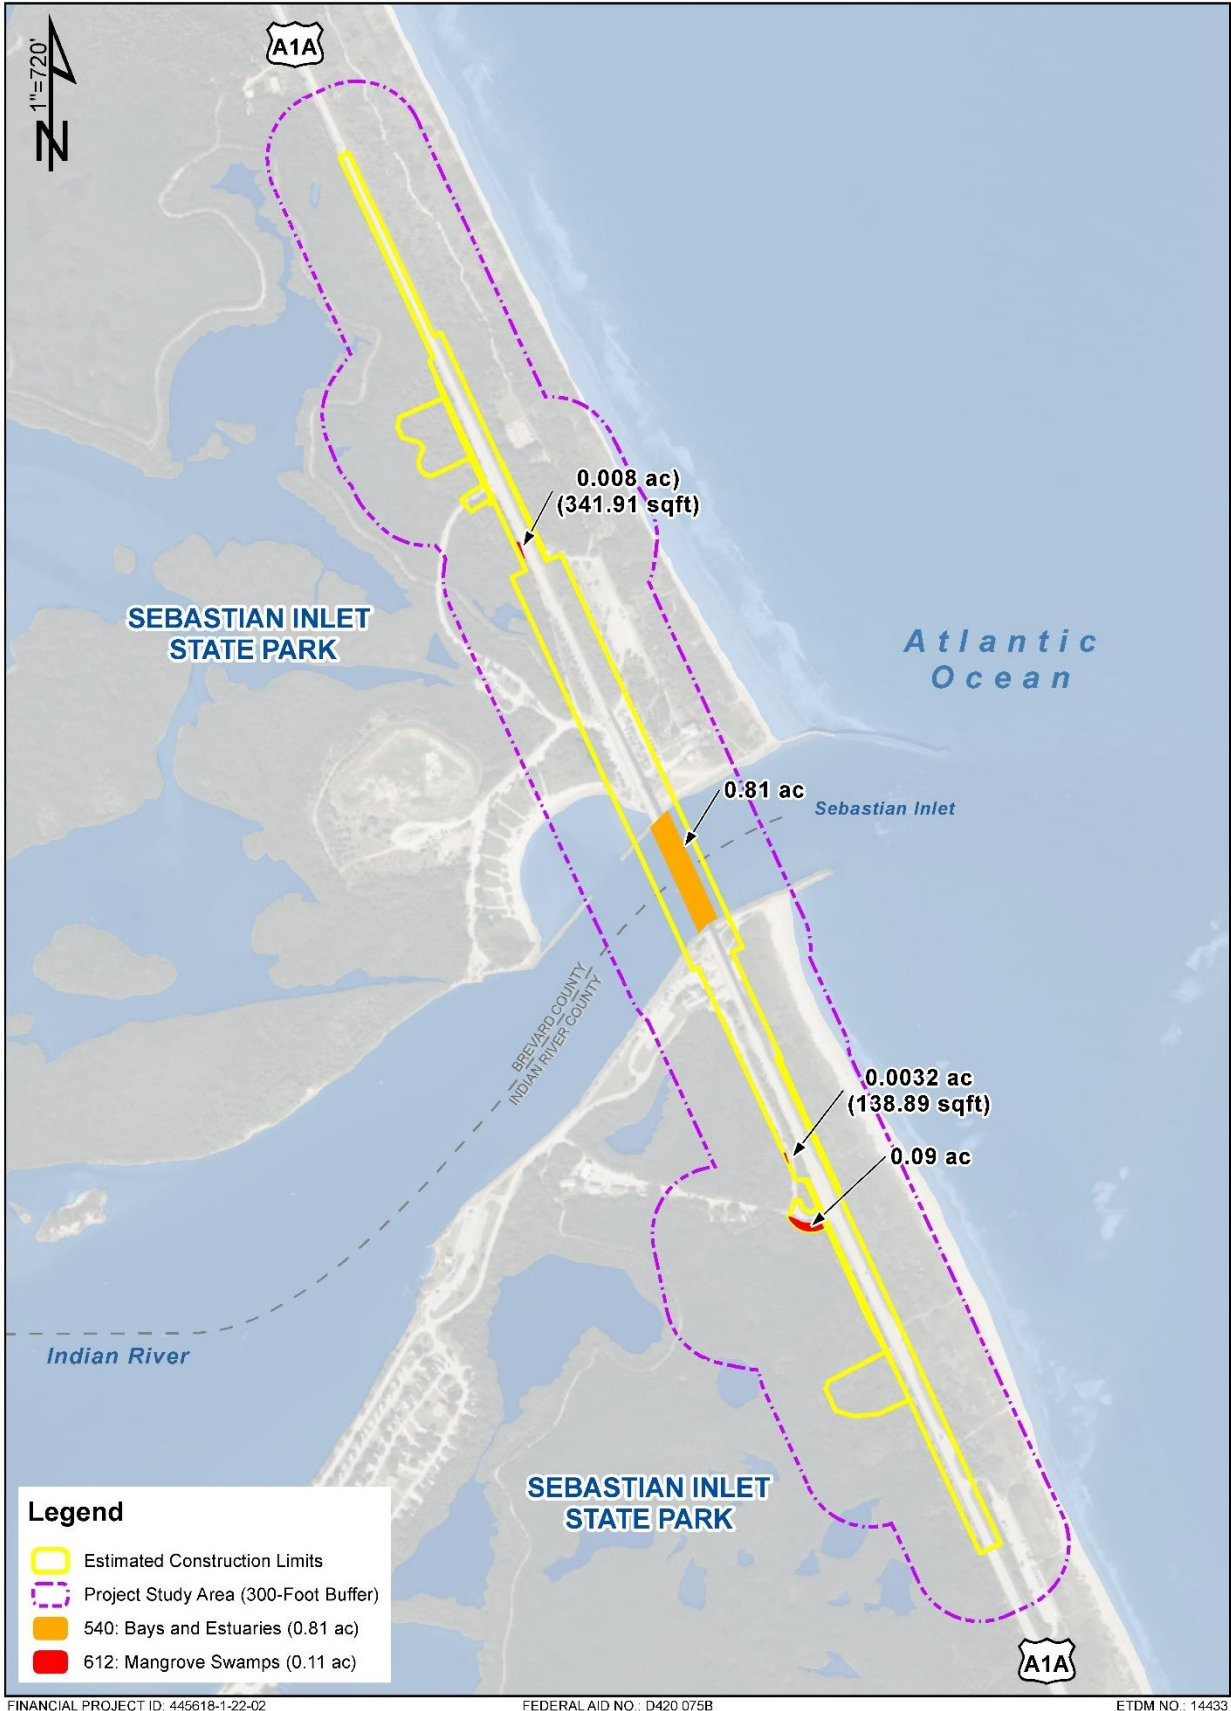 A1A
1"=720'
N
0.008 ac)
(341.91 sqft)
SEBASTIAN INLET
STATE PARK
Atlantic
Ocean
0.81 ac
Sebastian Inlet
BREVARD COUNTY
INDIAN RIVER COUNTY
0.0032 ac
(138.89 sqft)
0.09 ac
Indian River
SEBASTIAN INLET
STATE PARK
Legend
Estimated Construction Limits
Project Study Area (300-Foot Buffer)
540: Bays and Estuaries (0.81 ac)
612: Mangrove Swamps (0.11 ac)
A1A
FINANCIAL PROJECT ID: 445618-1-22-02
FEDERAL AID NO.: D420 075B
ETDM NO.: 14433